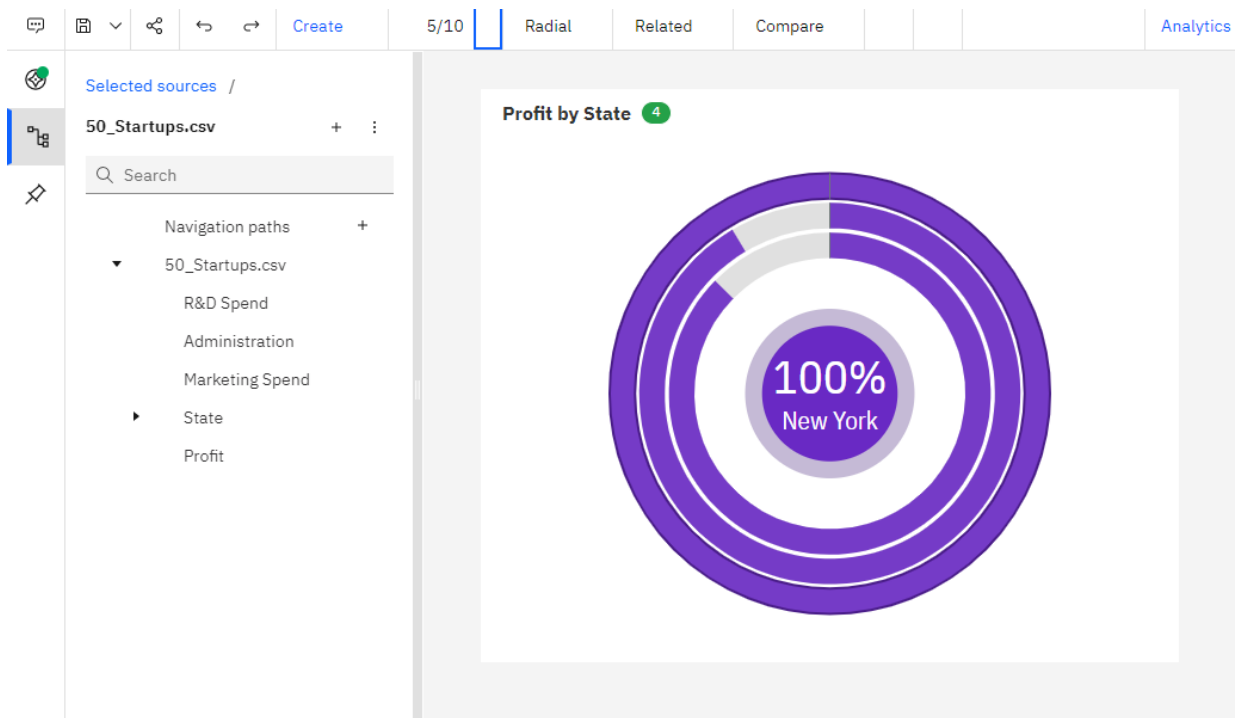 Create 5/10 Radial Related Compare Analytics
Selected sources /
50_Startups.csv + 
Search
Navigation paths +
50_Startups.csv
R&D Spend
Administration
Marketing Spend
State
Profit
Profit by State 4
100%
New York